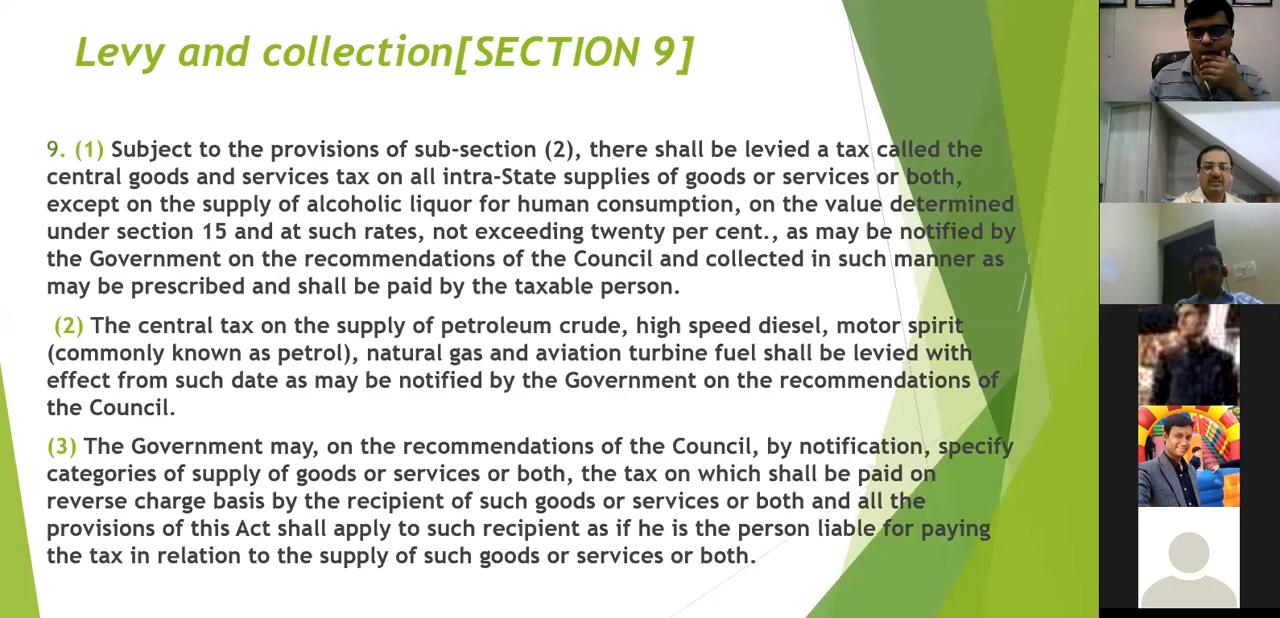 Levy and collection[SECTION 9]
9. (1) Subject to the provisions of sub-section (2), there shall be levied a tax called the
central goods and services tax on all intra-State supplies of goods or services or both,
except on the supply of alcoholic liquor for human consumption, on the value determined
under section 15 and at such rates, not exceeding twenty per cent., as may be notified by
the Government on the recommendations of the Council and collected in such manner as
may be prescribed and shall be paid by the taxable person.
(2) The central tax on the supply of petroleum crude, high speed diesel, motor spirit
(commonly known as petrol), natural gas and aviation turbine fuel shall be levied with
effect from such date as may be notified by the Government on the recommendations of
the Council.
(3) The Government may, on the recommendations of the Council, by notification, specify
categories of supply of goods or services or both, the tax on which shall be paid on
reverse charge basis by the recipient of such goods or services or both and all the
provisions of this Act shall apply to such recipient as if he is the person liable for paying
the tax in relation to the supply of such goods or services or both.